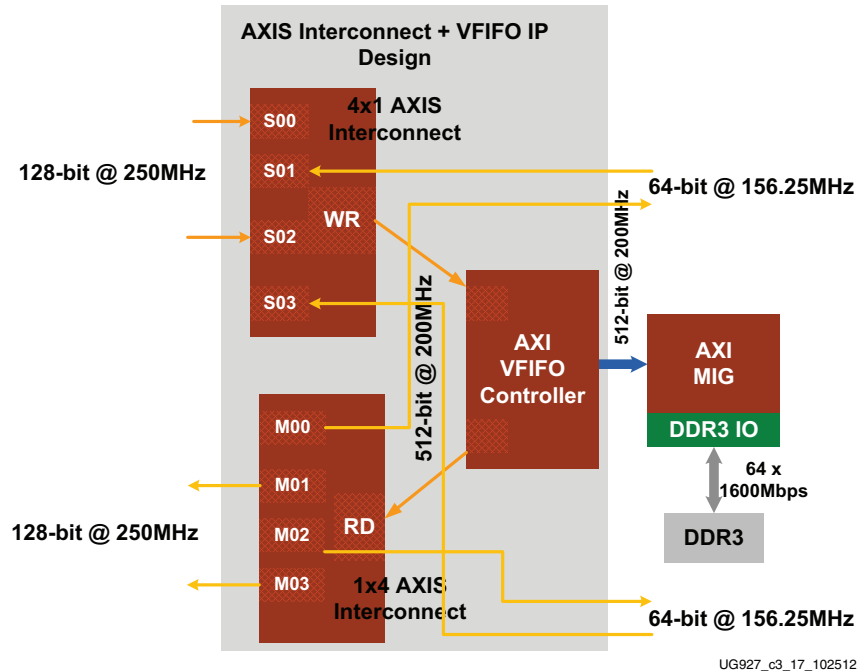 AXIS Interconnect + VFIFO IP
Design
4x1 AXIS
Interconnect
S00
S01
S02
S03
WR
128-bit @ 250MHz
64-bit @ 156.25MHz
512-bit @ 200MHz
512-bit @ 200MHz
AXI
VFIFO
Controller
AXI
MIG
DDR3 IO
64 x
1600Mbps
DDR3
M00
M01
M02
M03
RD
128-bit @ 250MHz
1x4 AXIS
Interconnect
64-bit @ 156.25MHz
UG927_c3_17_102512